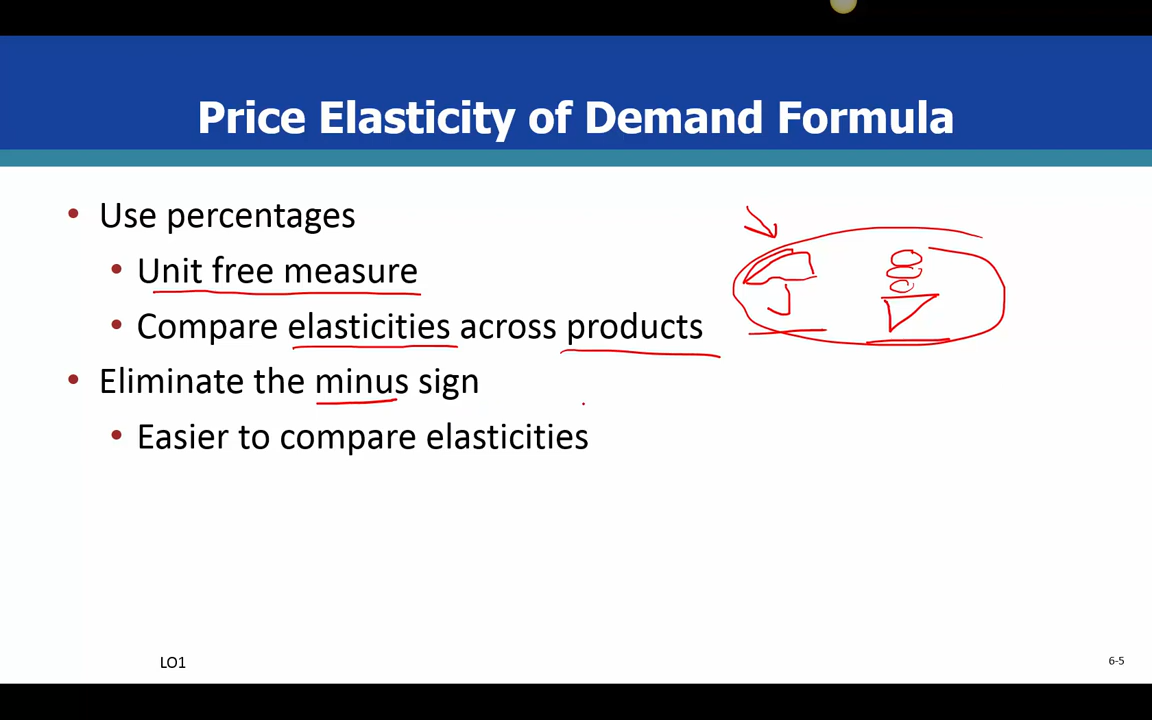 Price Elasticity of Demand Formula
• Use percentages
• Unit free measure
• Compare elasticities across products
• Eliminate the minus sign
• Easier to compare elasticities
LO1
6-5